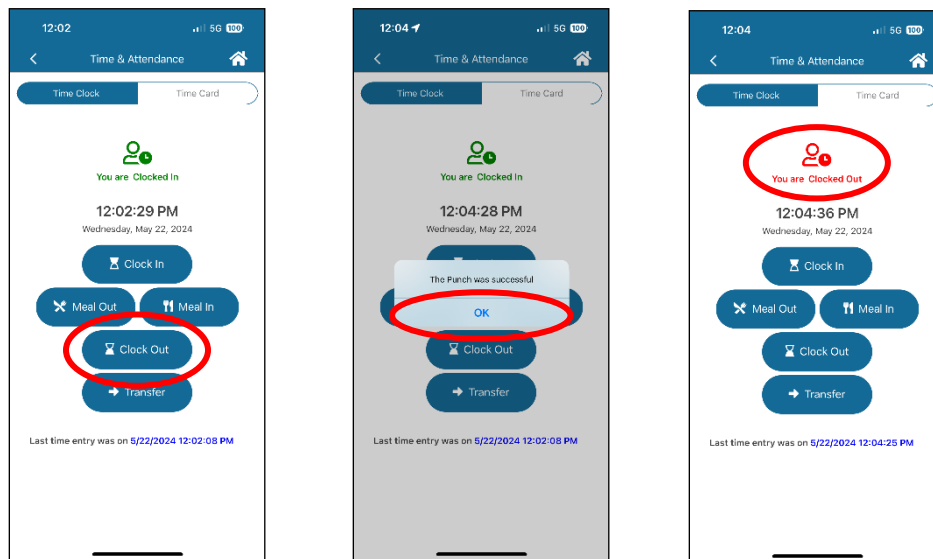 12:02
5G 100
Time & Attendance
Time Clock Time Card
You are Clocked In
12:02:29 PM
Wednesday, May 22, 2024
Clock In
Meal Out Meal In
Clock Out
Transfer
Last time entry was on 5/22/2024 12:02:08 PM
12:04
5G 100
Time & Attendance
Time Clock Time Card
You are Clocked In
12:04:28 PM
Wednesday, May 22, 2024
The Punch was successful
OK
Clock Out
Transfer
Last time entry was on 5/22/2024 12:02:08 PM
12:04
5G 100
Time & Attendance
Time Clock Time Card
You are Clocked Out
12:04:36 PM
Wednesday, May 22, 2024
Clock In
Meal Out Meal In
Clock Out
Transfer
Last time entry was on 5/22/2024 12:04:25 PM